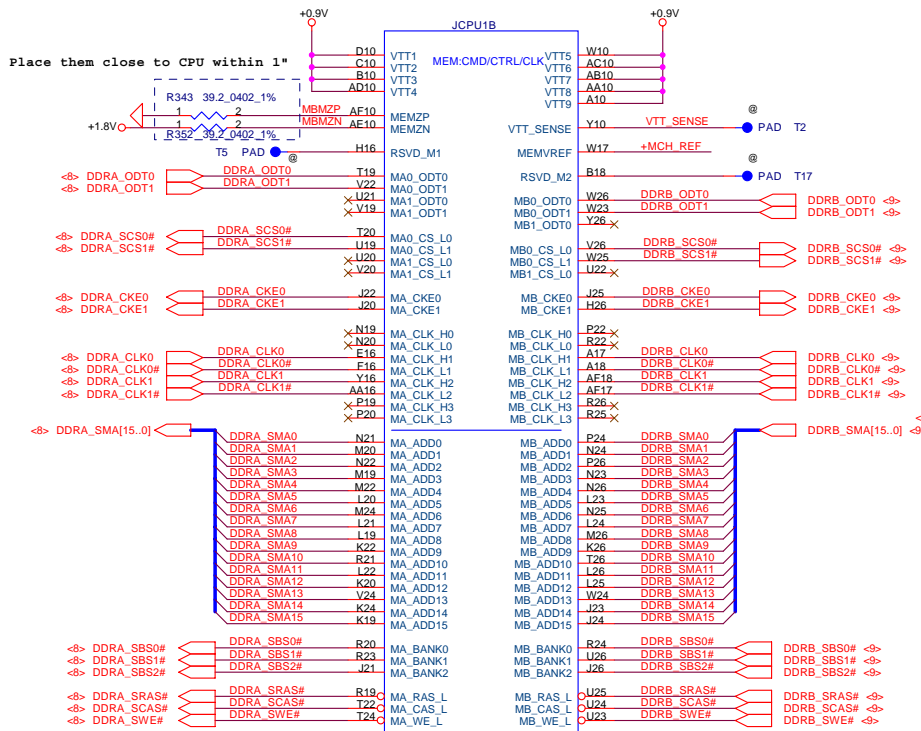 +0.9V JCPU1B +0.9V
D10 VTT1 VTT5 W10
C10 VTT2 MEM:CMD/CTRL/CLK VTT6 AC10
Place them close to CPU within 1"
B10 VTT3 VTT7 AB10
AD10 VTT4 VTT8 AA10
VTT9 A10
R343 39.2_0402_1%
1 2 MBMZP AF10 MEMZP
+1.8V 1 2 MBMZN AE10 MEMZN VTT_SENSE Y10 VTT_SENSE @ PAD T2
R352 39.2_0402_1%
T5 PAD @ H16 RSVD_M1 MEMVREF W17 +MCH_REF
RSVD_M2 B18 @ PAD T17
<8> DDRA_ODT0 DDRA_ODT0 T19 MA0_ODT0
<8> DDRA_ODT1 DDRA_ODT1 V22 MA0_ODT1
U21 MA1_ODT0 MB0_ODT0 W26 DDRB_ODT0 DDRB_ODT0 <9>
V19 MA1_ODT1 MB0_ODT1 W23 DDRB_ODT1 DDRB_ODT1 <9>
MB1_ODT0 Y26
<8> DDRA_SCS0# DDRA_SCS0# T20 MA0_CS_L0
<8> DDRA_SCS1# DDRA_SCS1# U19 MA0_CS_L1 MB0_CS_L0 V26 DDRB_SCS0# DDRB_SCS0# <9>
U20 MA1_CS_L0 MB0_CS_L1 W25 DDRB_SCS1# DDRB_SCS1# <9>
V20 MA1_CS_L1 MB1_CS_L0 U22
<8> DDRA_CKE0 DDRA_CKE0 J22 MA_CKE0 MB_CKE0 J25 DDRB_CKE0 DDRB_CKE0 <9>
<8> DDRA_CKE1 DDRA_CKE1 J20 MA_CKE1 MB_CKE1 H26 DDRB_CKE1 DDRB_CKE1 <9>
N19 MA_CLK_H0 MB_CLK_H0 P22
N20 MA_CLK_L0 MB_CLK_L0 R22
<8> DDRA_CLK0 DDRA_CLK0 E16 MA_CLK_H1 MB_CLK_H1 A17 DDRB_CLK0 DDRB_CLK0 <9>
<8> DDRA_CLK0# DDRA_CLK0# F16 MA_CLK_L1 MB_CLK_L1 A18 DDRB_CLK0# DDRB_CLK0# <9>
<8> DDRA_CLK1 DDRA_CLK1 Y16 MA_CLK_H2 MB_CLK_H2 AF18 DDRB_CLK1 DDRB_CLK1 <9>
<8> DDRA_CLK1# DDRA_CLK1# AA16 MA_CLK_L2 MB_CLK_L2 AF17 DDRB_CLK1# DDRB_CLK1# <9>
P19 MA_CLK_H3 MB_CLK_H3 R26
P20 MA_CLK_L3 MB_CLK_L3 R25
<8> DDRA_SMA[15..0] DDRB_SMA[15..0] <9
DDRA_SMA0 N21 MA_ADD0 MB_ADD0 P24 DDRB_SMA0
DDRA_SMA1 M20 MA_ADD1 MB_ADD1 N24 DDRB_SMA1
DDRA_SMA2 N22 MA_ADD2 MB_ADD2 P26 DDRB_SMA2
DDRA_SMA3 M19 MA_ADD3 MB_ADD3 N23 DDRB_SMA3
DDRA_SMA4 M22 MA_ADD4 MB_ADD4 N26 DDRB_SMA4
DDRA_SMA5 L20 MA_ADD5 MB_ADD5 L23 DDRB_SMA5
DDRA_SMA6 M24 MA_ADD6 MB_ADD6 N25 DDRB_SMA6
DDRA_SMA7 L21 MA_ADD7 MB_ADD7 L24 DDRB_SMA7
DDRA_SMA8 L19 MA_ADD8 MB_ADD8 M26 DDRB_SMA8
DDRA_SMA9 K22 MA_ADD9 MB_ADD9 K26 DDRB_SMA9
DDRA_SMA10 R21 MA_ADD10 MB_ADD10 T26 DDRB_SMA10
DDRA_SMA11 L22 MA_ADD11 MB_ADD11 L26 DDRB_SMA11
DDRA_SMA12 K20 MA_ADD12 MB_ADD12 L25 DDRB_SMA12
DDRA_SMA13 V24 MA_ADD13 MB_ADD13 W24 DDRB_SMA13
DDRA_SMA14 K24 MA_ADD14 MB_ADD14 J23 DDRB_SMA14
DDRA_SMA15 K19 MA_ADD15 MB_ADD15 J24 DDRB_SMA15
<8> DDRA_SBS0# DDRA_SBS0# R20 MA_BANK0 MB_BANK0 R24 DDRB_SBS0# DDRB_SBS0# <9>
<8> DDRA_SBS1# DDRA_SBS1# R23 MA_BANK1 MB_BANK1 U26 DDRB_SBS1# DDRB_SBS1# <9>
<8> DDRA_SBS2# DDRA_SBS2# J21 MA_BANK2 MB_BANK2 J26 DDRB_SBS2# DDRB_SBS2# <9>
<8> DDRA_SRAS# DDRA_SRAS# R19 MA_RAS_L MB_RAS_L U25 DDRB_SRAS# DDRB_SRAS# <9>
<8> DDRA_SCAS# DDRA_SCAS# T22 MA_CAS_L MB_CAS_L U24 DDRB_SCAS# DDRB_SCAS# <9>
<8> DDRA_SWE# DDRA_SWE# T24 MA_WE_L MB_WE_L U23 DDRB_SWE# DDRB_SWE# <9>